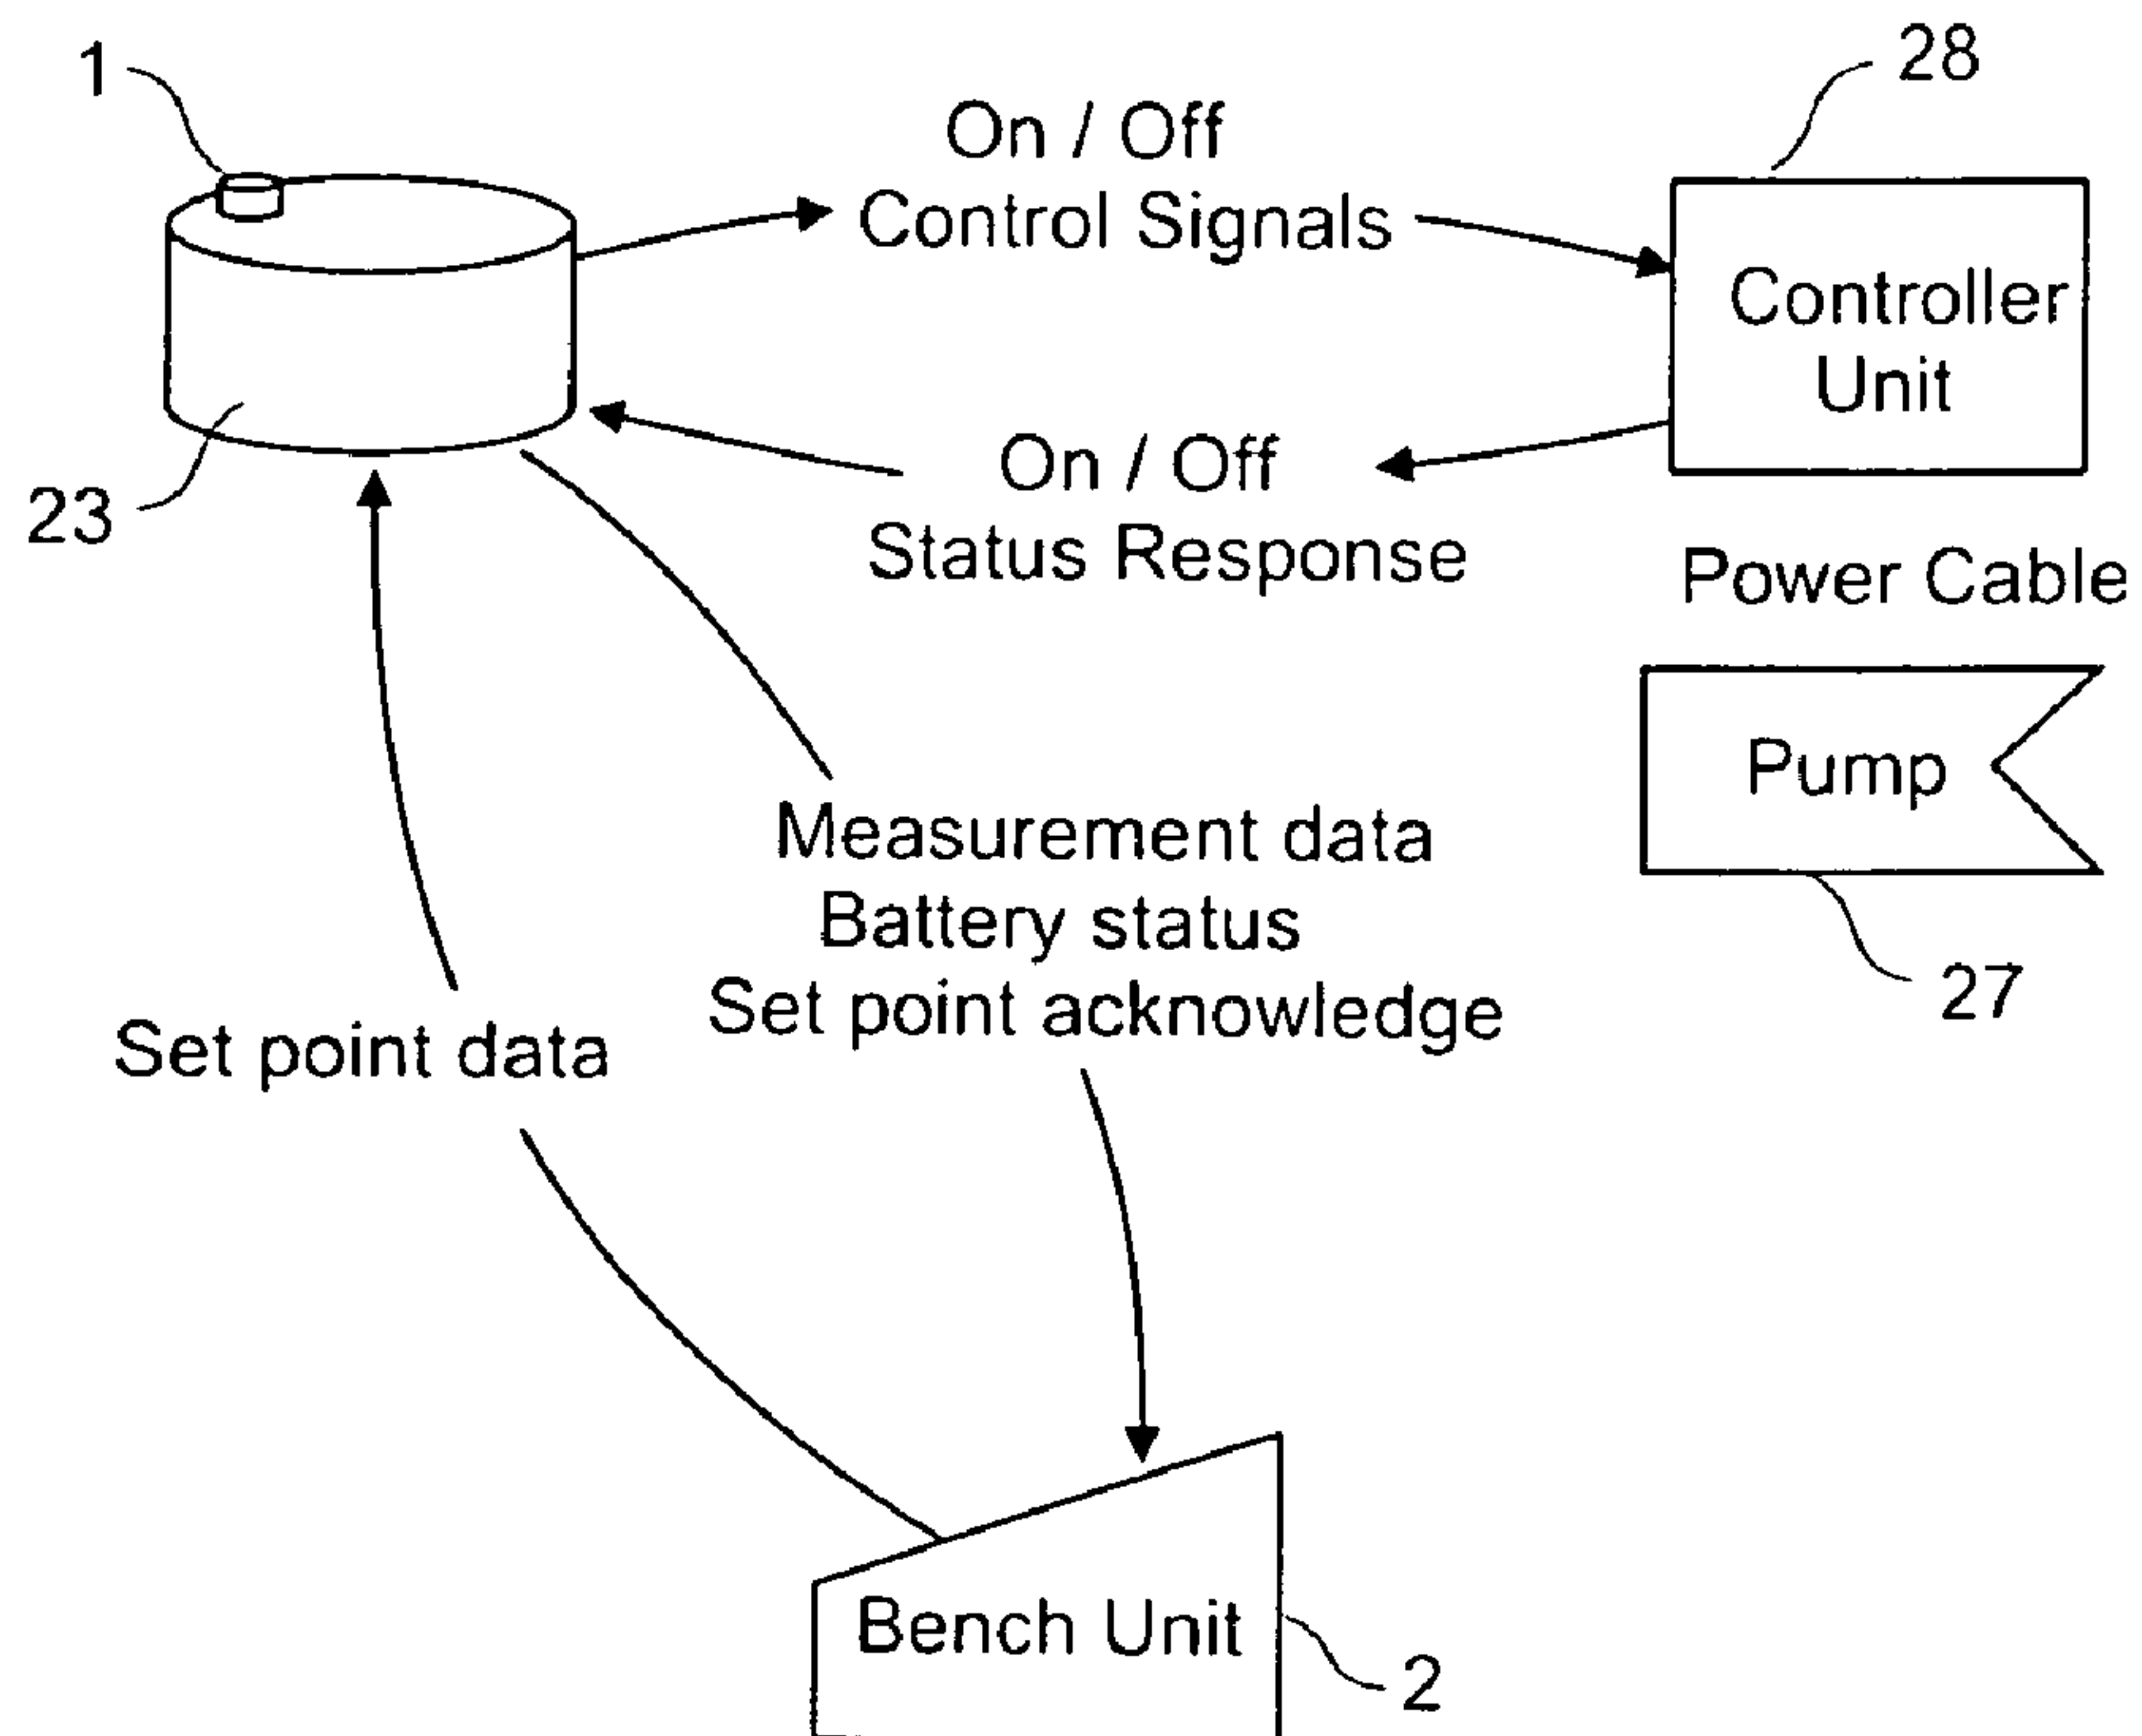 1
28
On / Off
Control Signals
Controller
Unit
23
On / Off
Status Response
Power Cable
Pump
27
Measurement data
Battery status
Set point acknowledge
Set point data
Bench Unit
2